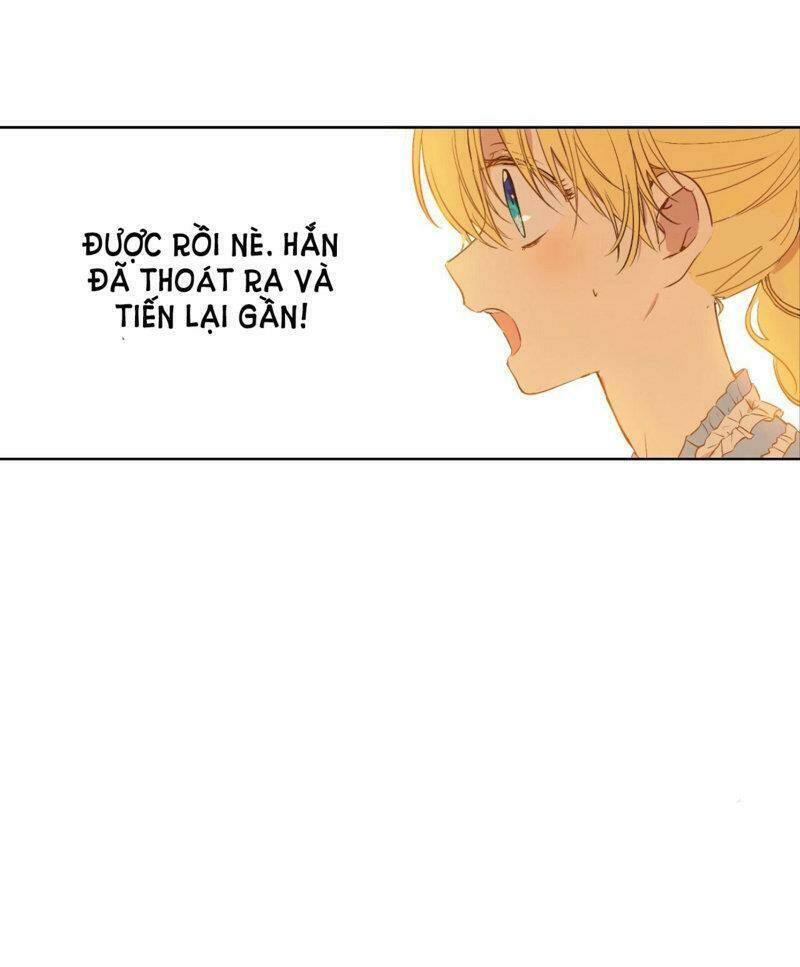 ĐƯỢC RỒI NÈ. HẮN
ĐÃ THOÁT RA VÀ
TIẾN LẠI GẦN!